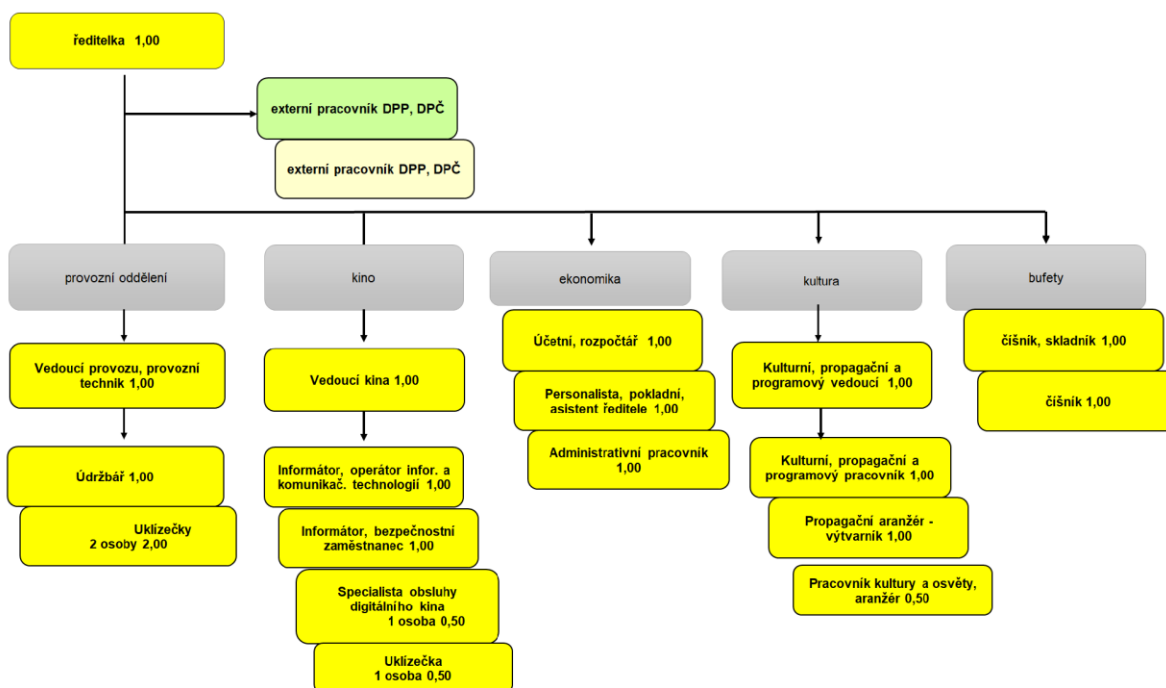 ředitelka 1,00
externí pracovník DPP, DPČ
externí pracovník DPP, DPČ
provozní oddělení
kino
ekonomika
kultura
bufety
Vedoucí provozu, provozní
technik 1,00
Údržbář 1,00
Uklízečky
2 osoby 2,00
Vedoucí kina 1,00
Informátor, operátor infor. a
komunikač. technologií 1,00
Informátor, bezpečnostní
zaměstnanec 1,00
Specialista obsluhy
digitálního kina
1 osoba 0,50
Uklízečka
1 osoba 0,50
Účetní, rozpočtář 1,00
Personalista, pokladní,
asistent ředitele 1,00
Administrativní pracovník
1,00
Kulturní, propagační a
programový vedoucí 1,00
Kulturní, propagační a
programový pracovník 1,00
Propagační aranžér -
výtvarník 1,00
Pracovník kultury a osvěty,
aranžér 0,50
číšník, skladník 1,00
číšník 1,00